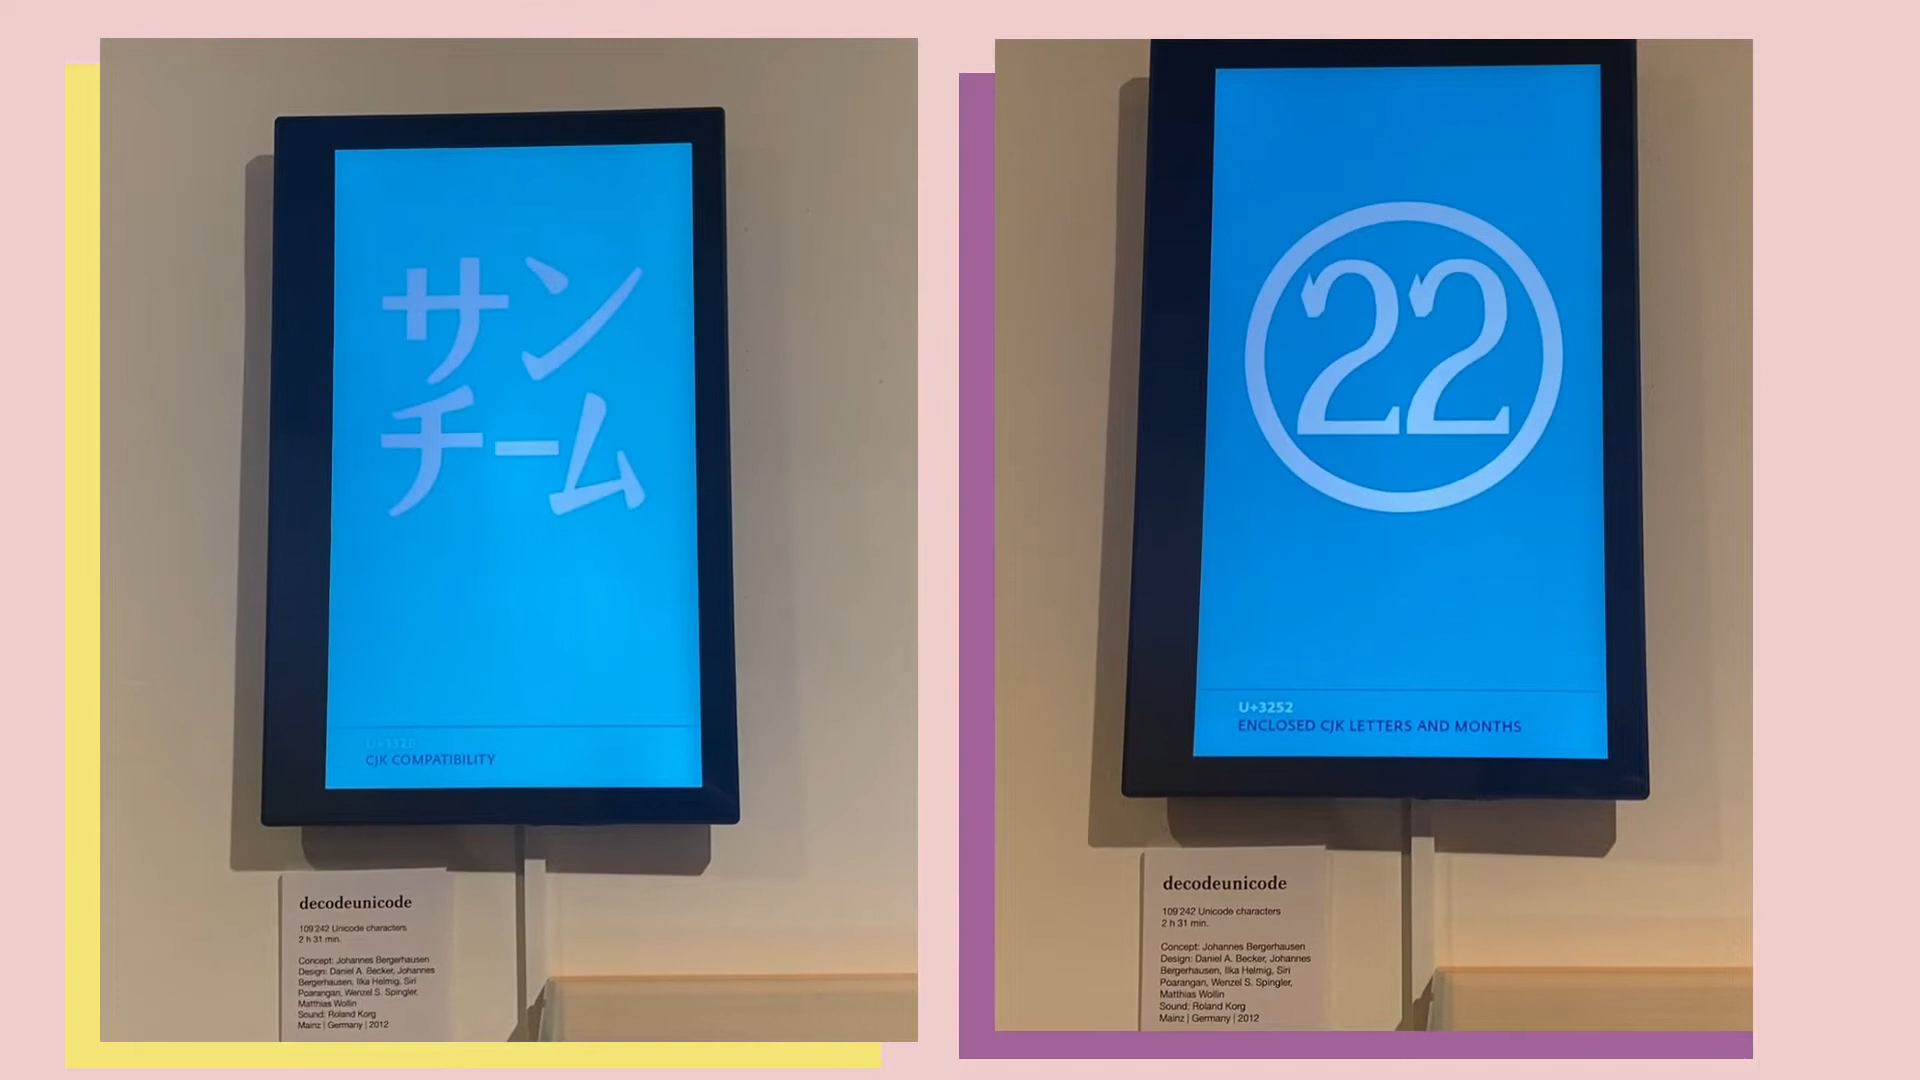 サン
チーム
CJK COMPATIBILITY
decodeunicode
109'242 Unicode characters
2 h 31 min.
Concept: Johannes Bergerhausen
Design: Daniel A. Becker, Johannes
Bergerhausen, Ilka Helmig, Siri
Poarangan, Wenzel S. Spingler,
Matthias Wollin
Sound: Roland Korg
Mainz | Germany | 2012
22
U+3252
ENCLOSED CJK LETTERS AND MONTHS
decodeunicode
109'242 Unicode characters
2 h 31 min.
Concept: Johannes Bergerhausen
Design: Daniel A. Becker, Johannes
Bergerhausen, Ilka Helmig, Siri
Poarangan, Wenzel S. Spingler,
Matthias Wollin
Sound: Roland Korg
Mainz | Germany | 2012